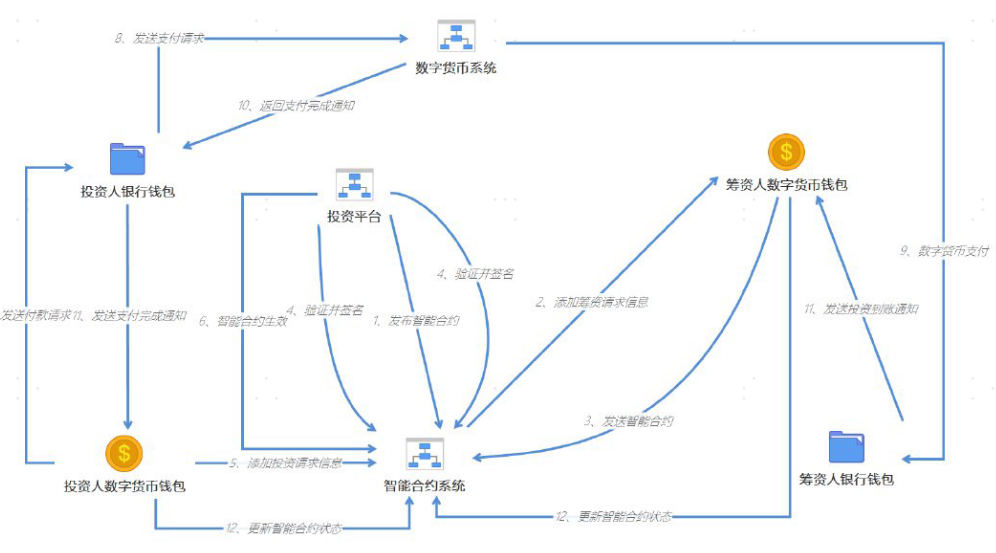 8、发送支付请求
数字货币系统
10、返回支付完成通知
投资人银行钱包
投资平台
筹资人数字货币钱包
9、数字货币支付
4、验证并签名
2、添加筹资请求信息
发送付款请求
11、发送支付完成通知
6、智能合约生效
4、验证并签名
1、发布智能合约
11、发送投资到账通知
3、发送智能合约
5、添加投资请求信息
投资人数字货币钱包
智能合约系统
筹资人银行钱包
12、更新智能合约状态
12、更新智能合约状态